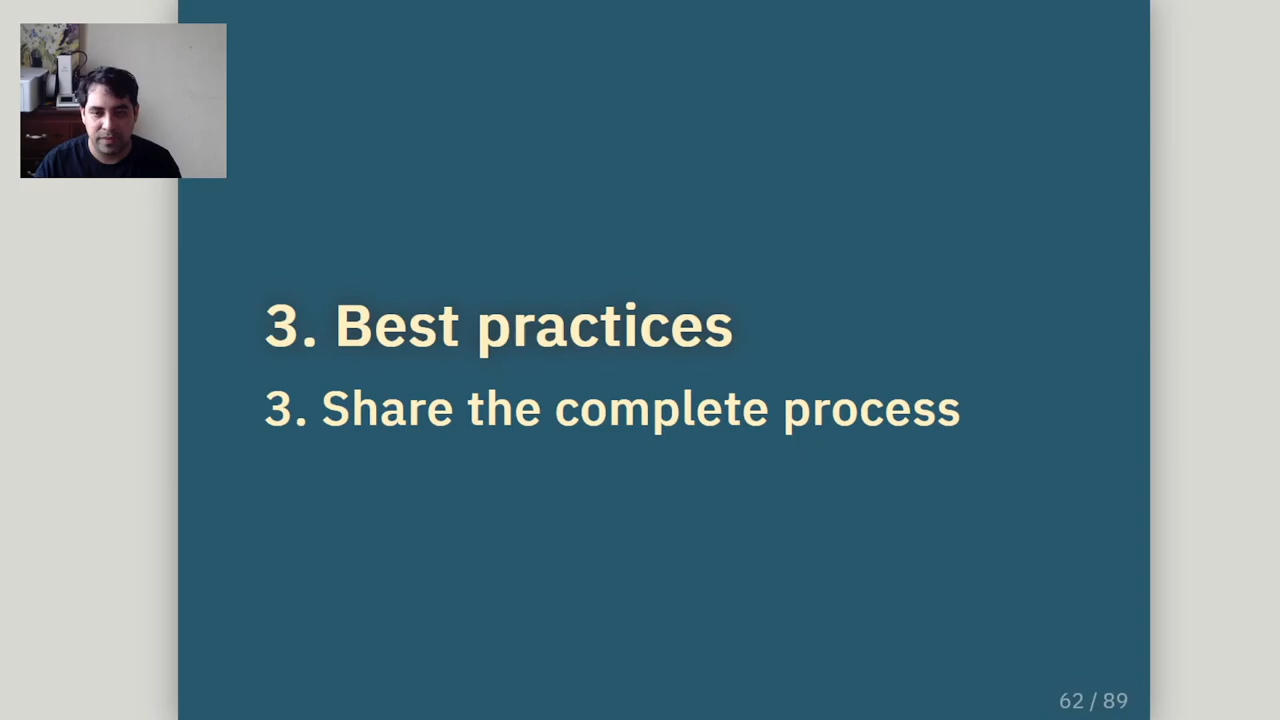 3. Best practices
3. Share the complete process
62 / 89